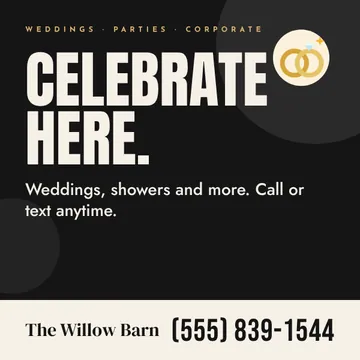 WEDDINGS · PARTIES · CORPORATE
CELEBRATE
HERE.
Weddings, showers and more. Call or
text anytime.
The Willow Barn (555) 839-1544